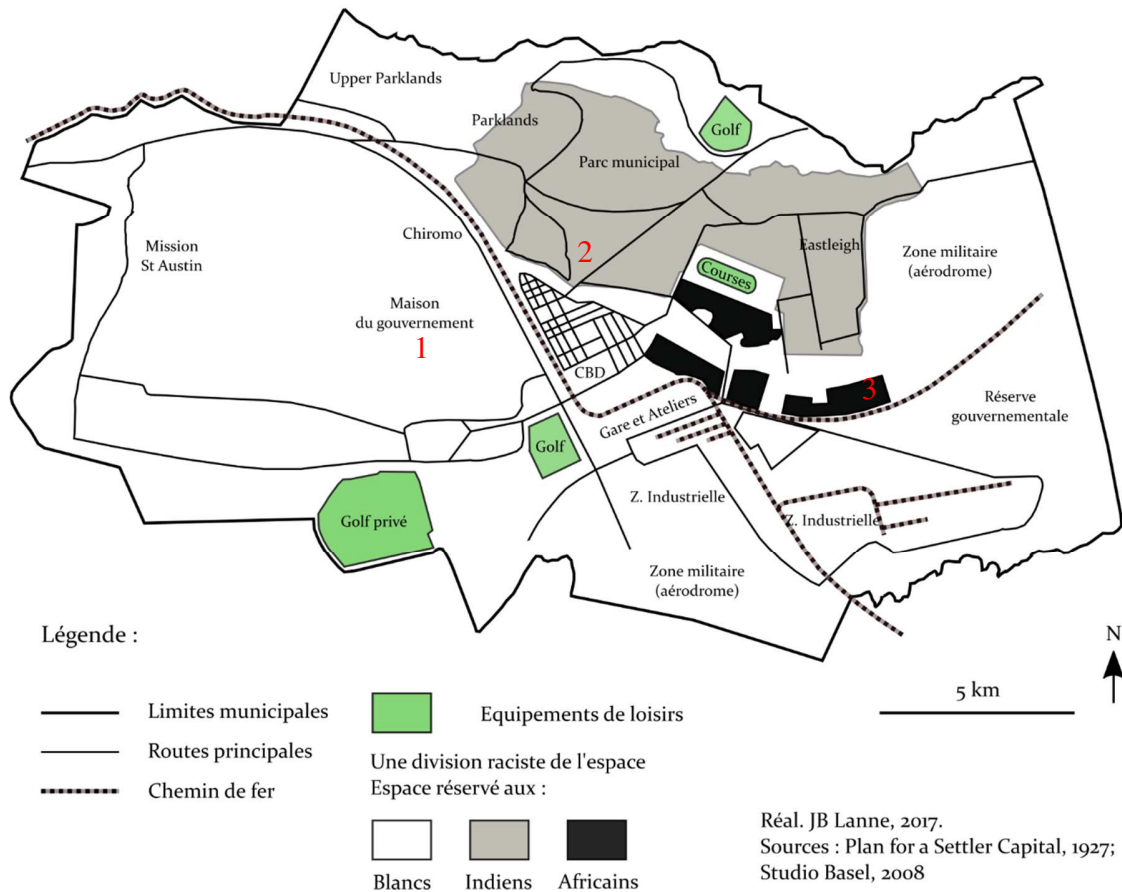 Upper Parklands
Parklands
Golf
Parc municipal
Chiromo
Mission
St Austin
2
Eastleigh
Zone militaire
(aérodrome)
Courses
Maison
du gouvernement
1
CBD
3
Gare et Ateliers
Réserve
gouvernementale
Golf
Z. Industrielle
Z. Industrielle
Golf privé
Zone militaire
(aérodrome)
Légende :
N
5 km
Limites municipales
Routes principales
Chemin de fer
Equipements de loisirs
Une division raciste de l'espace
Espace réservé aux :
Blancs
Indiens
Africains
Réal. JB Lanne, 2017.
Sources : Plan for a Settler Capital, 1927;
Studio Basel, 2008